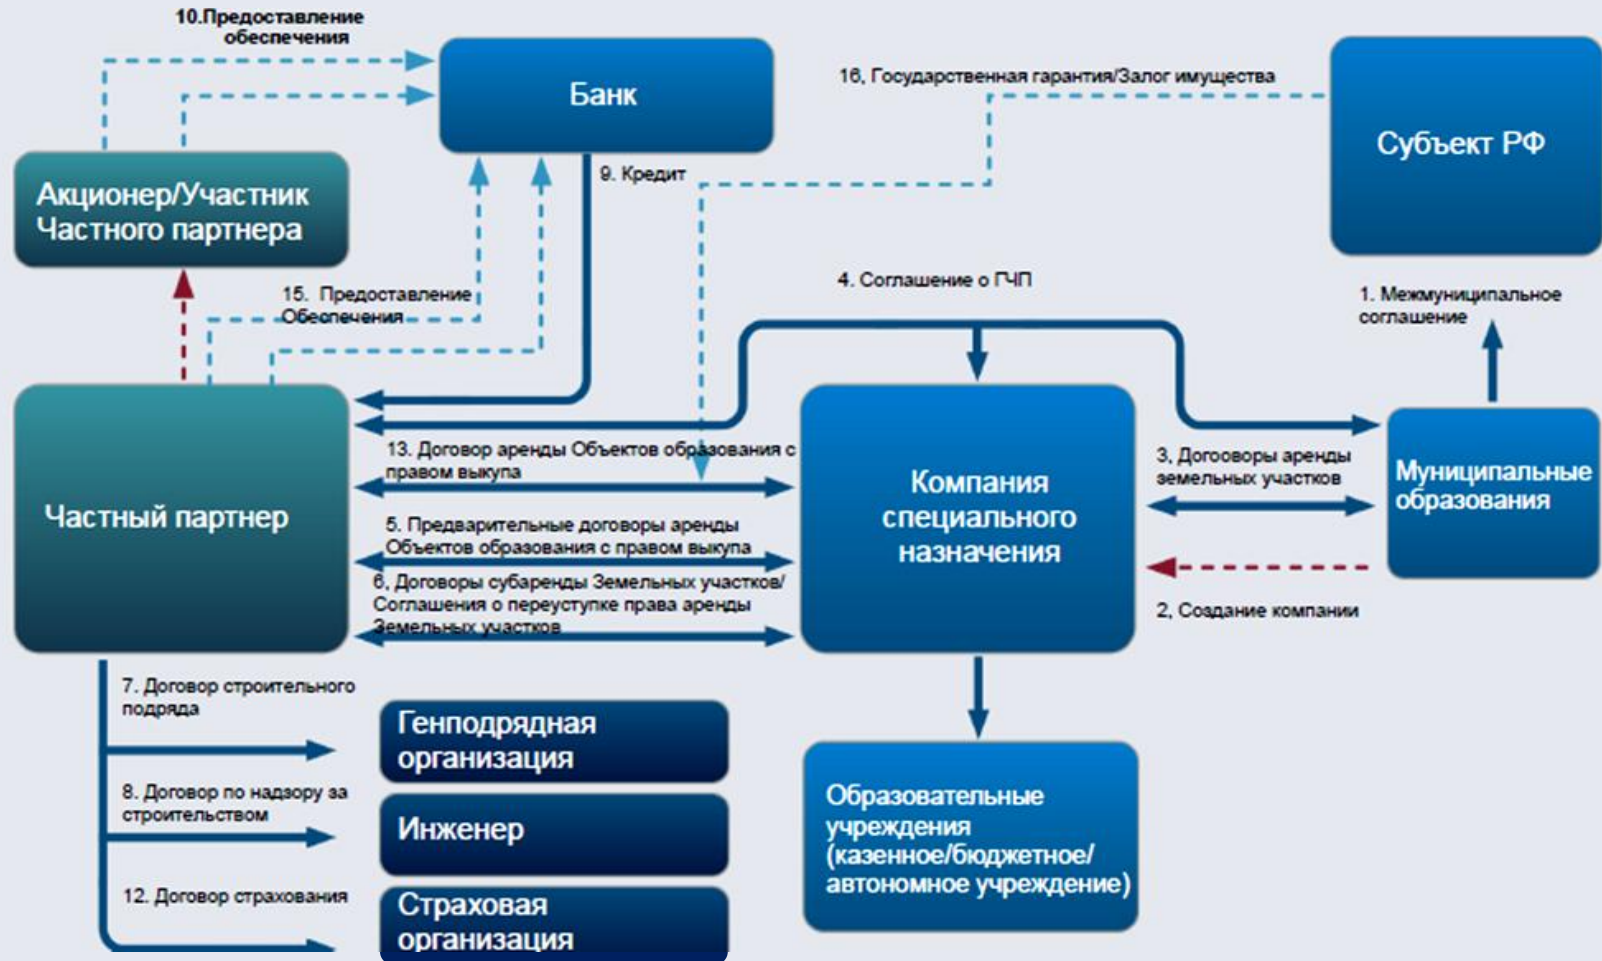 10.Предоставление
обеспечения
Банк
16, Государственная гарантия/Залог имущества
Субъект РФ
9. Кредит
Акционер/Участник
Частного партнера
4. Соглашение о ГЧП
15. Предоставление
Обеспечения
1. Межмуниципальное
соглашение
13. Договор аренды Объектов образования с
правом выкупа
3, Догооворы аренды
земельных участков
Муниципальные
образования
Компания
специального
назначения
Частный партнер
5. Предварительные договоры аренды
Объектов образования с правом выкупа
6, Договоры субаренды Земельных участков/
Соглашения о переуступке права аренды
Земельных участков
2, Создание компании
7. Договор строительного
подряда
Генподрядная
организация
8. Договор по надзору за
строительством
Инженер
Образовательные
учреждения
(казенное/бюджетное/
автономное учреждение)
12. Договор страхования
Страховая
организация